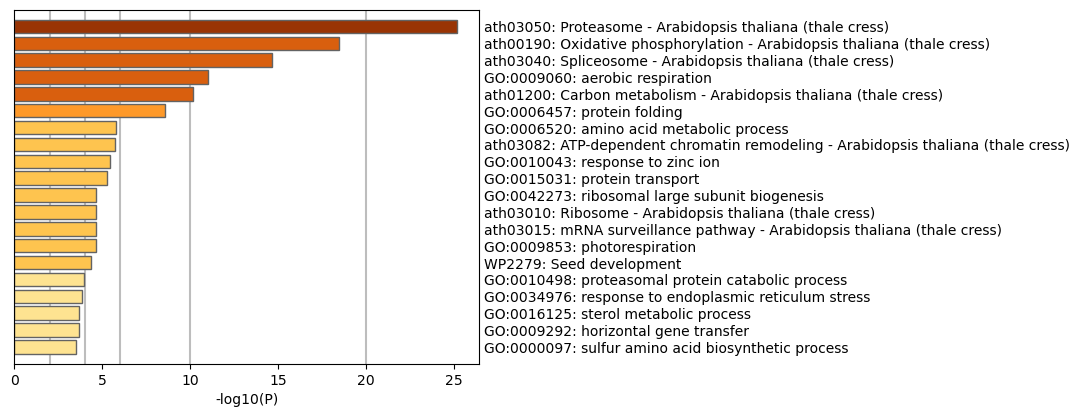 ath03050: Proteasome - Arabidopsis thaliana (thale cress)
ath00190: Oxidative phosphorylation - Arabidopsis thaliana (thale cress)
ath03040: Spliceosome - Arabidopsis thaliana (thale cress)
GO:0009060: aerobic respiration
ath01200: Carbon metabolism - Arabidopsis thaliana (thale cress)
GO:0006457: protein folding
GO:0006520: amino acid metabolic process
ath03082: ATP-dependent chromatin remodeling - Arabidopsis thaliana (thale cress)
GO:0010043: response to zinc ion
GO:0015031: protein transport
GO:0042273: ribosomal large subunit biogenesis
ath03010: Ribosome - Arabidopsis thaliana (thale cress)
ath03015: mRNA surveillance pathway - Arabidopsis thaliana (thale cress)
GO:0009853: photorespiration
WP2279: Seed development
GO:0010498: proteasomal protein catabolic process
GO:0034976: response to endoplasmic reticulum stress
GO:0016125: sterol metabolic process
GO:0009292: horizontal gene transfer
GO:0000097: sulfur amino acid biosynthetic process
0 5 10 15 20 25
-log10(P)